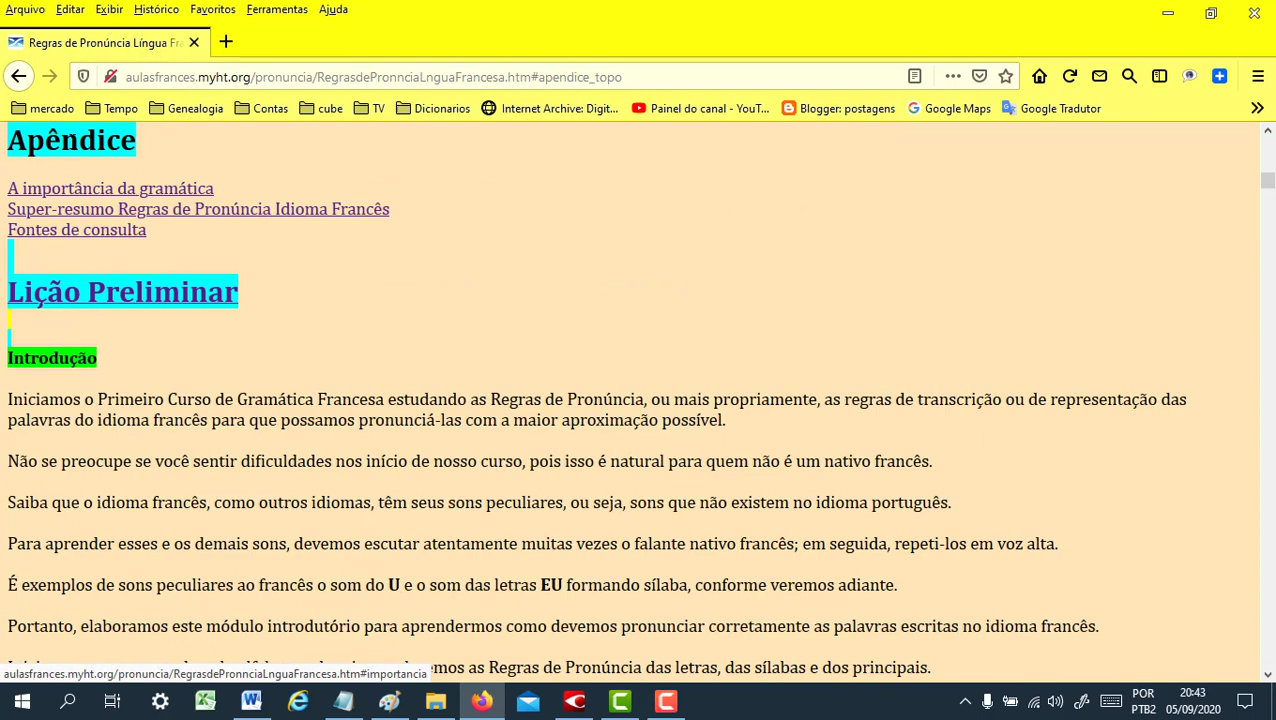 Arquivo Editar Exibir Histórico Favoritos Ferramentas Ajuda
Regras de Pronúncia Língua Fra
aulasfrances.myht.org/pronuncia/RegrasdePronnciaLnguaFrancesa.htm#apendice_topo
mercado Tempo Genealogia Contas cube TV Dicionarios Internet Archive: Digit... Painel do canal - YouT... Blogger: postagens Google Maps Google Tradutor
Apêndice
A importância da gramática
Super-resumo Regras de Pronúncia Idioma Francês
Fontes de consulta
Lição Preliminar
Introdução
Iniciamos o Primeiro Curso de Gramática Francesa estudando as Regras de Pronúncia, ou mais propriamente, as regras de transcrição ou de representação das
palavras do idioma francês para que possamos pronunciá-las com a maior aproximação possível.
Não se preocupe se você sentir dificuldades nos início de nosso curso, pois isso é natural para quem não é um nativo francês.
Saiba que o idioma francês, como outros idiomas, têm seus sons peculiares, ou seja, sons que não existem no idioma português.
Para aprender esses e os demais sons, devemos escutar atentamente muitas vezes o falante nativo francês; em seguida, repeti-los em voz alta.
É exemplos de sons peculiares ao francês o som do U e o som das letras EU formando sílaba, conforme veremos adiante.
Portanto, elaboramos este módulo introdutório para aprendermos como devemos pronunciar corretamente as palavras escritas no idioma francês.
emos as Regras de Pronúncia das letras, das sílabas e dos principais.
aulasfrances.myht.org/pronuncia/RegrasdePronnciaLnguaFrancesa.htm#importancia
POR 20:43
PTB2 05/09/2020